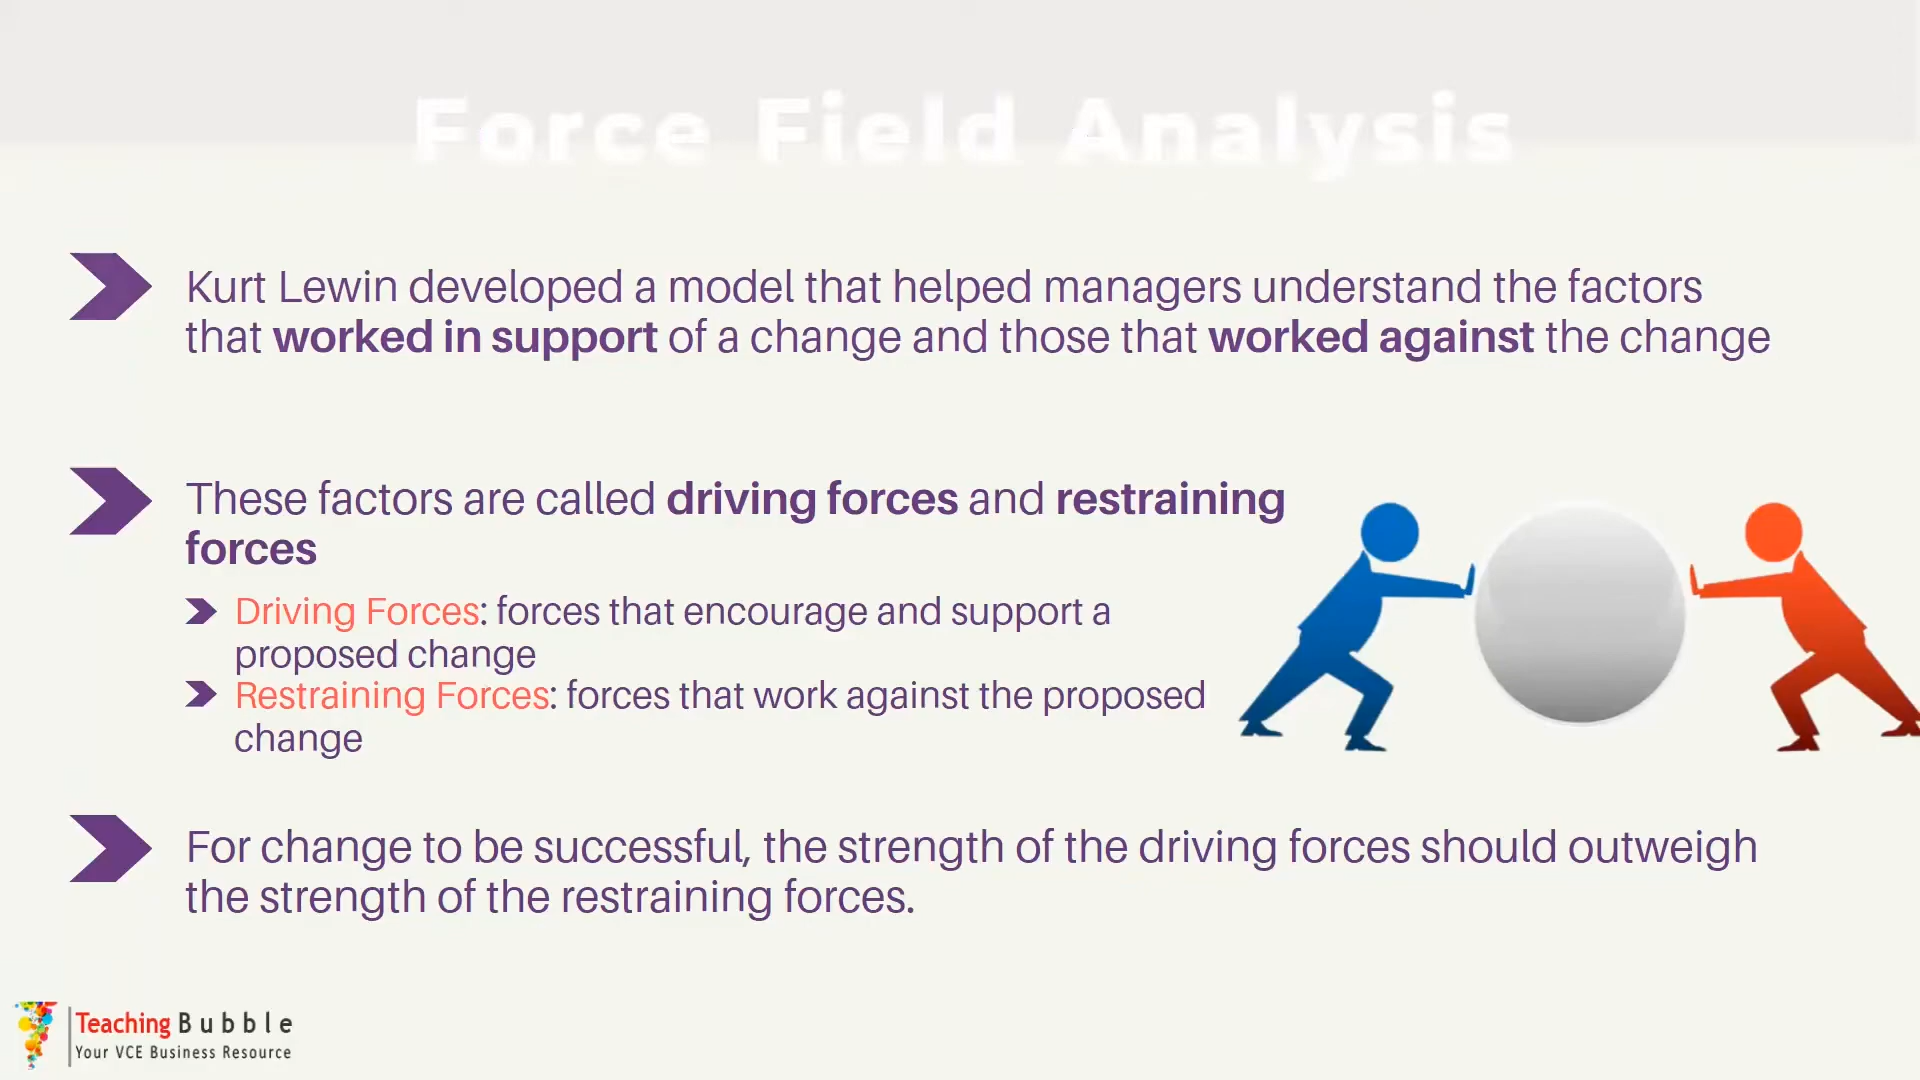 Force Field Analysis
Kurt Lewin developed a model that helped managers understand the factors
that worked in support of a change and those that worked against the change
These factors are called driving forces and restraining
forces
Driving Forces: forces that encourage and support a
proposed change
Restraining Forces: forces that work against the proposed
change
For change to be successful, the strength of the driving forces should outweigh
the strength of the restraining forces.
Teaching Bubble
Your VCE Business Resource